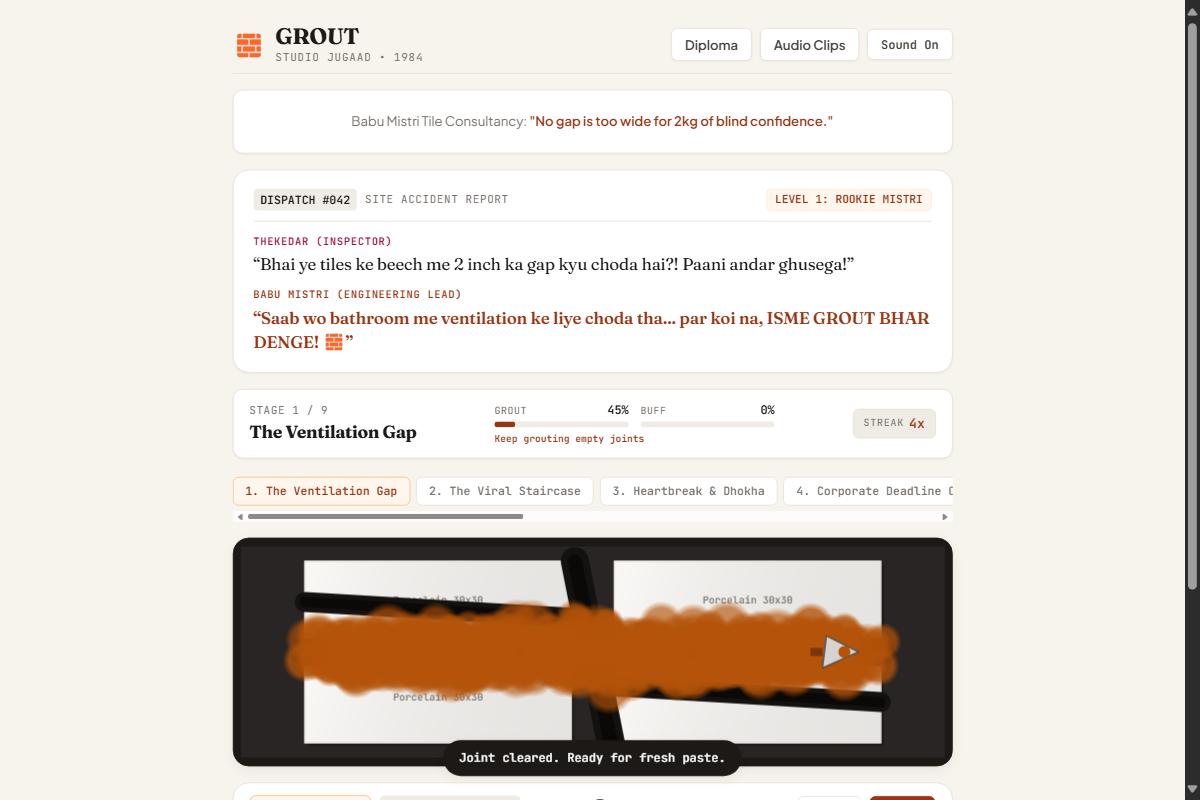 GROUT
STUDIO JUGAAD • 1984
Diploma
Audio Clips
Sound On
Babu Mistri Tile Consultancy: "No gap is too wide for 2kg of blind confidence."
DISPATCH #042
SITE ACCIDENT REPORT
LEVEL 1: ROOKIE MISTRI
THEKEDAR (INSPECTOR)
“Bhai ye tiles ke beech me 2 inch ka gap kyu choda hai?! Paani andar ghusega!”
BABU MISTRI (ENGINEERING LEAD)
“Saab wo bathroom me ventilation ke liye choda tha... par koi na, ISME GROUT BHAR
DENGE! 🧱”
STAGE 1 / 9
The Ventilation Gap
GROUT 45%
BUFF 0%
Keep grouting empty joints
STREAK 4x
1. The Ventilation Gap
2. The Viral Staircase
3. Heartbreak & Dhokha
4. Corporate Deadline
Porcelain 30x30
Porcelain 30x30
Porcelain 30x30
Joint cleared. Ready for fresh paste.